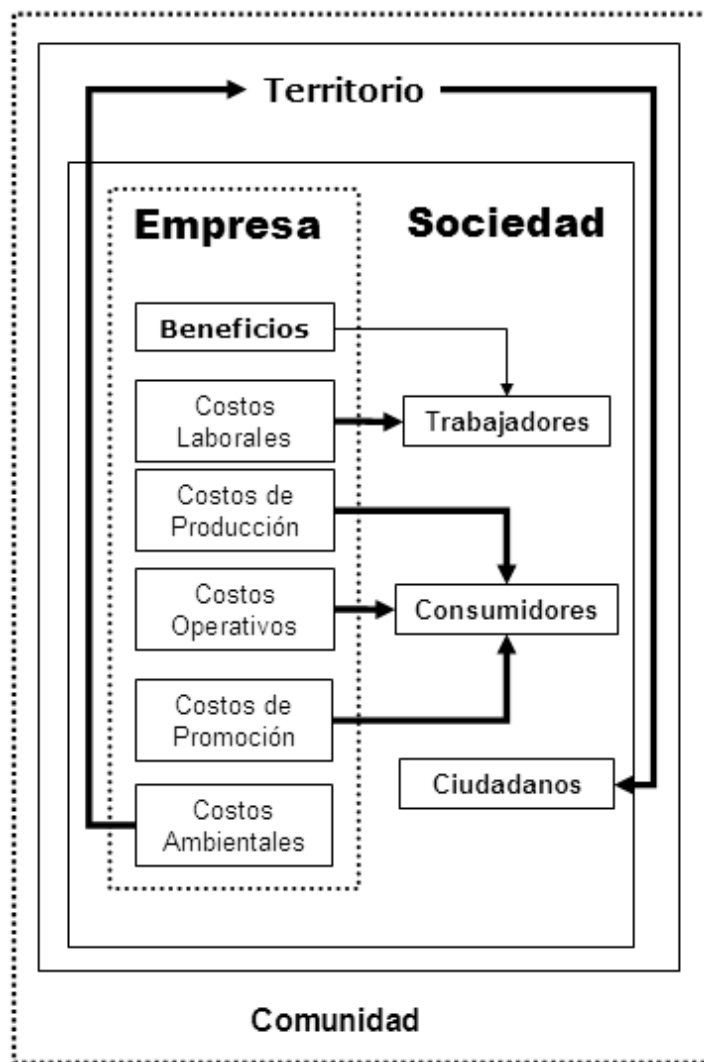 Territorio
Empresa
Sociedad
Beneficios
Costos
Laborales
Trabajadores
Costos de
Producción
Costos
Operativos
Consumidores
Costos de
Promoción
Ciudadanos
Costos
Ambientales
Comunidad